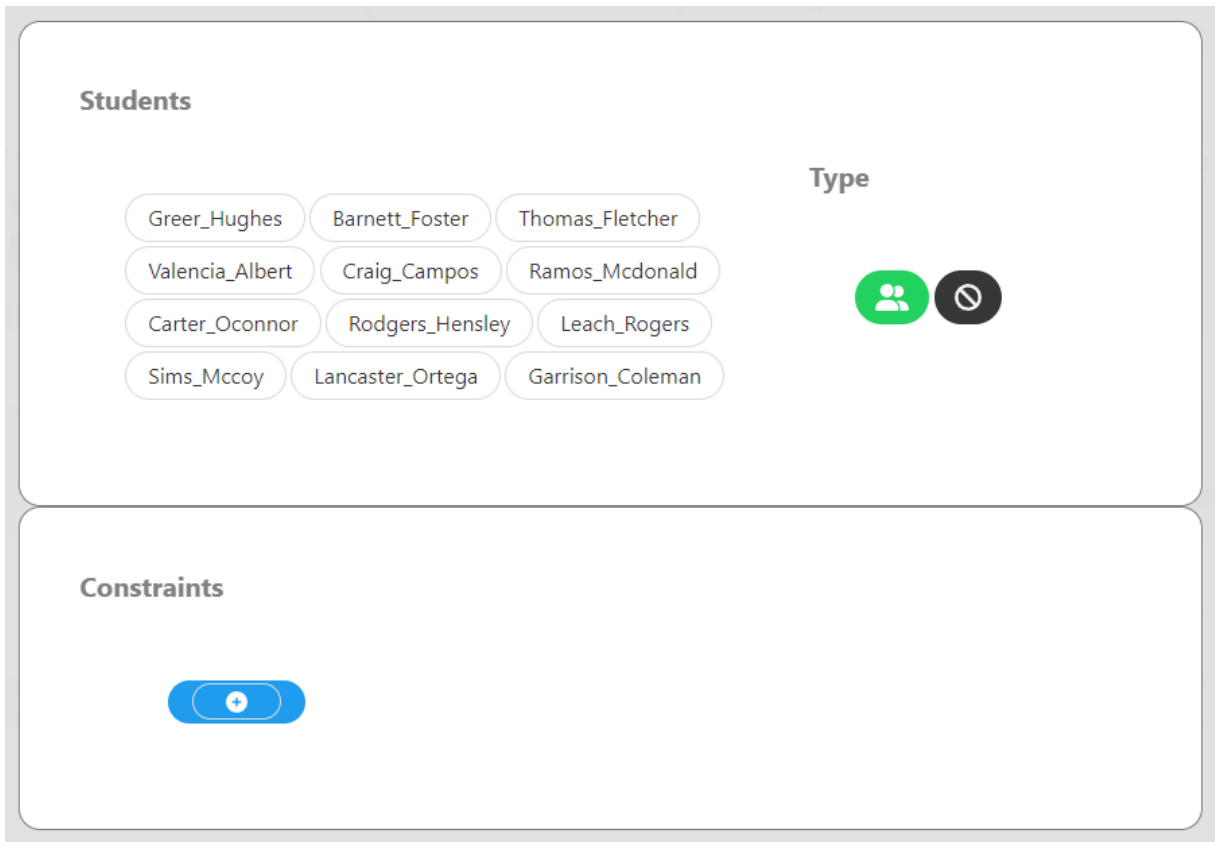 Students
Type
Greer_Hughes Barnett_Foster Thomas_Fletcher
Valencia_Albert Craig_Campos Ramos_Mcdonald
Carter_Oconnor Rodgers_Hensley Leach_Rogers
Sims_Mccoy Lancaster_Ortega Garrison_Coleman
Constraints